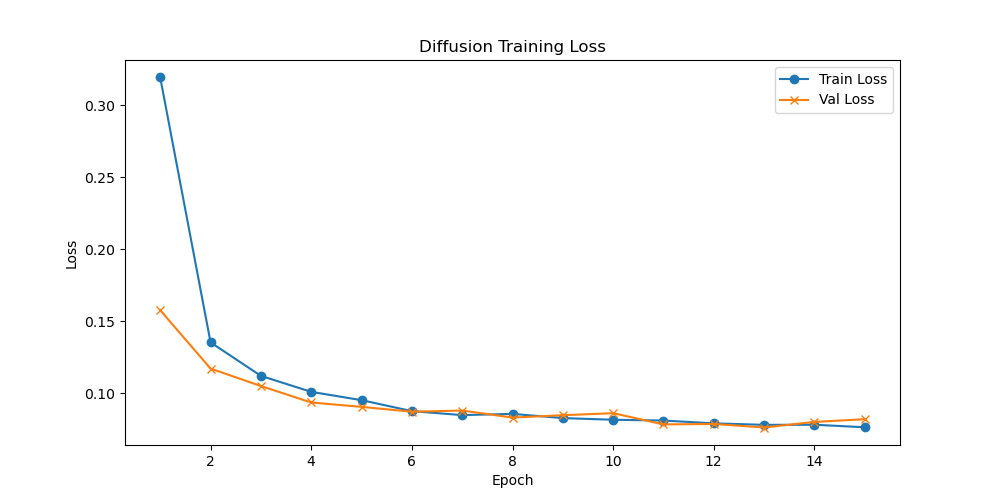 Diffusion Training Loss
Train Loss
Val Loss
0.30
0.25
0.20
0.15
0.10
Loss
2 4 6 8 10 12 14
Epoch